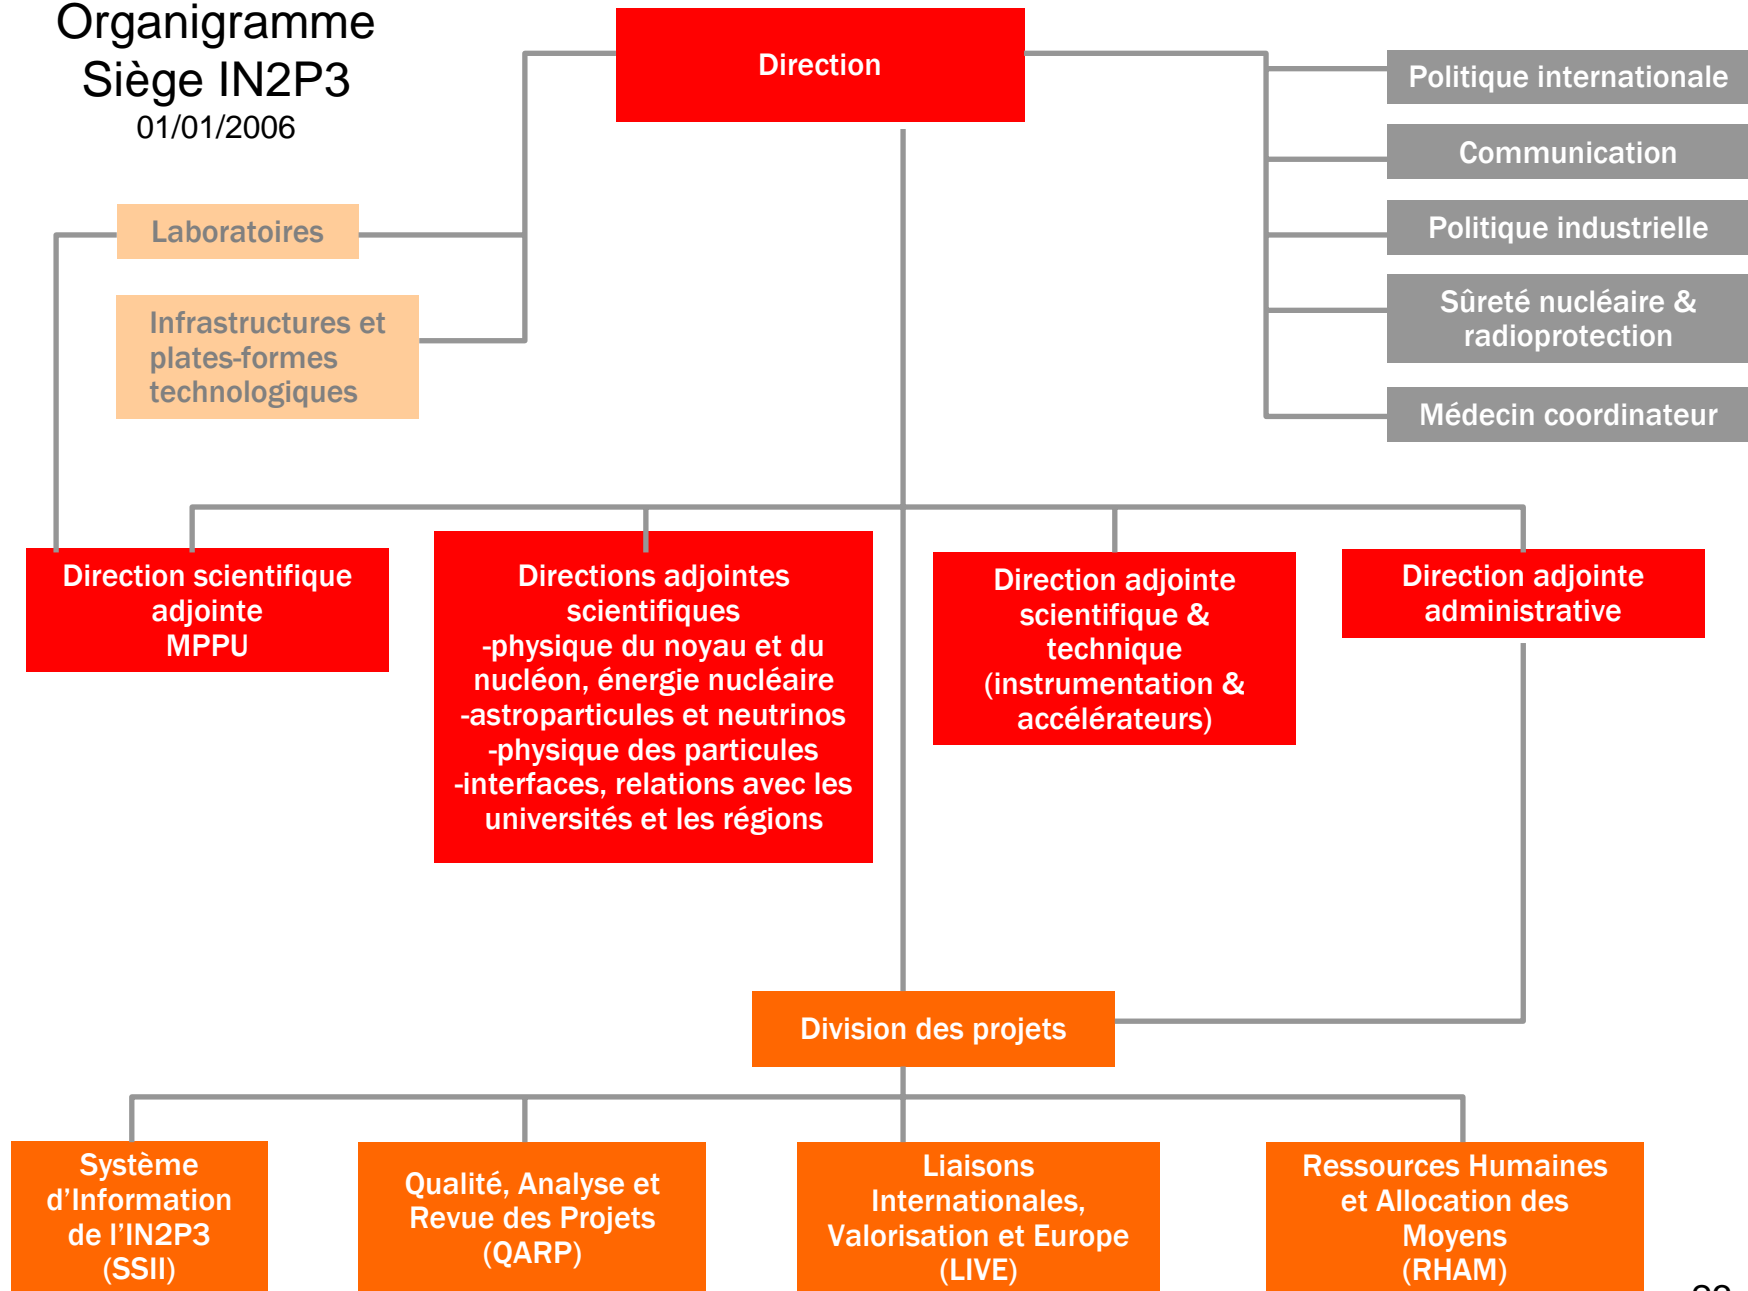 Organigramme
Siège IN2P3
01/01/2006
Direction
Politique internationale
Communication
Politique industrielle
Sûreté nucléaire &
radioprotection
Médecin coordinateur
Laboratoires
Infrastructures et
plates-formes
technologiques
Direction scientifique
adjointe
MPPU
Directions adjointes
scientifiques
-physique du noyau et du
nucléon, énergie nucléaire
-astroparticules et neutrinos
-physique des particules
-interfaces, relations avec les
universités et les régions
Direction adjointe
scientifique &
technique
(instrumentation &
accélérateurs)
Direction adjointe
administrative
Division des projets
Système
d’Information
de l’IN2P3
(SSII)
Qualité, Analyse et
Revue des Projets
(QARP)
Liaisons
Internationales,
Valorisation et Europe
(LIVE)
Ressources Humaines
et Allocation des
Moyens
(RHAM)